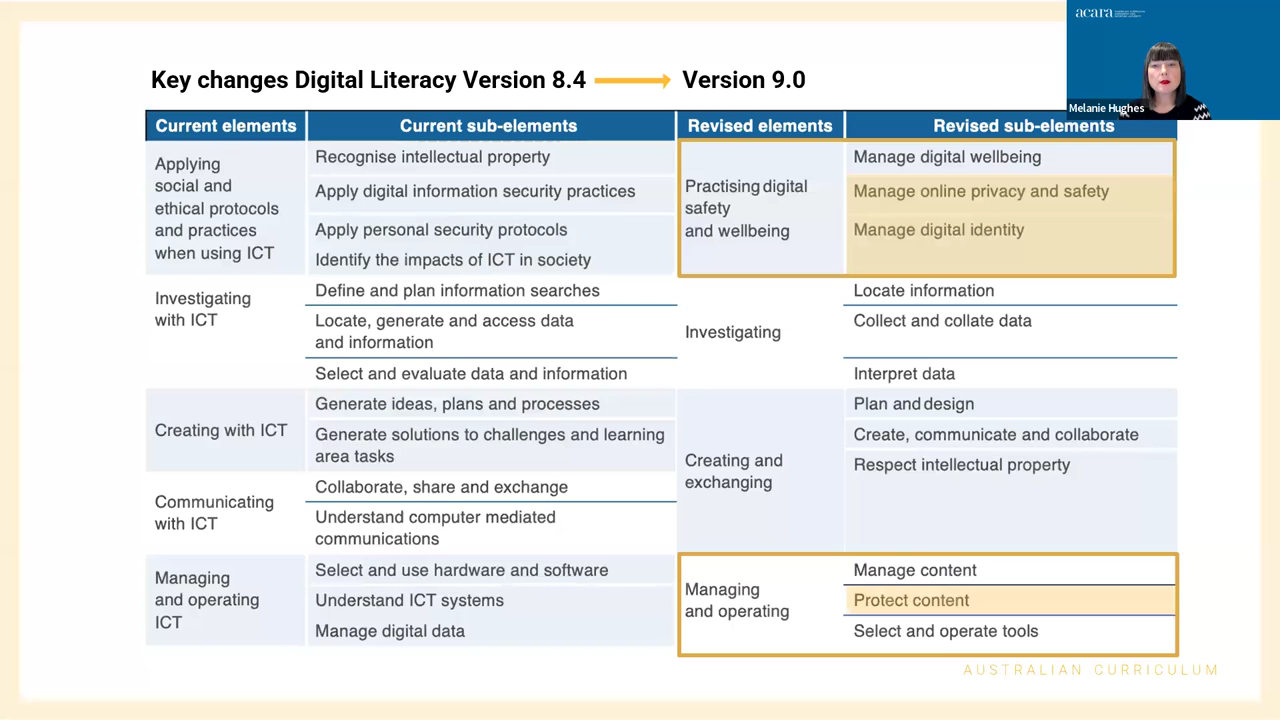 acara
Melanie Hughes
Key changes Digital Literacy Version 8.4
Version 9.0
Current elements
Current sub-elements
Revised elements
Revised sub-elements
Applying
social and
ethical protocols
and practices
when using ICT
Recognise intellectual property
Apply digital information security practices
Apply personal security protocols
Identify the impacts of ICT in society
Practising digital
safety
and wellbeing
Manage digital wellbeing
Manage online privacy and safety
Manage digital identity
Investigating
with ICT
Define and plan information searches
Locate, generate and access data
and information
Select and evaluate data and information
Investigating
Locate information
Collect and collate data
Interpret data
Creating with ICT
Generate ideas, plans and processes
Generate solutions to challenges and learning
area tasks
Communicating
with ICT
Collaborate, share and exchange
Understand computer mediated
communications
Creating and
exchanging
Plan and design
Create, communicate and collaborate
Respect intellectual property
Managing
and operating
ICT
Select and use hardware and software
Understand ICT systems
Manage digital data
Managing
and operating
Manage content
Protect content
Select and operate tools
AUSTRALIAN CURRICULUM